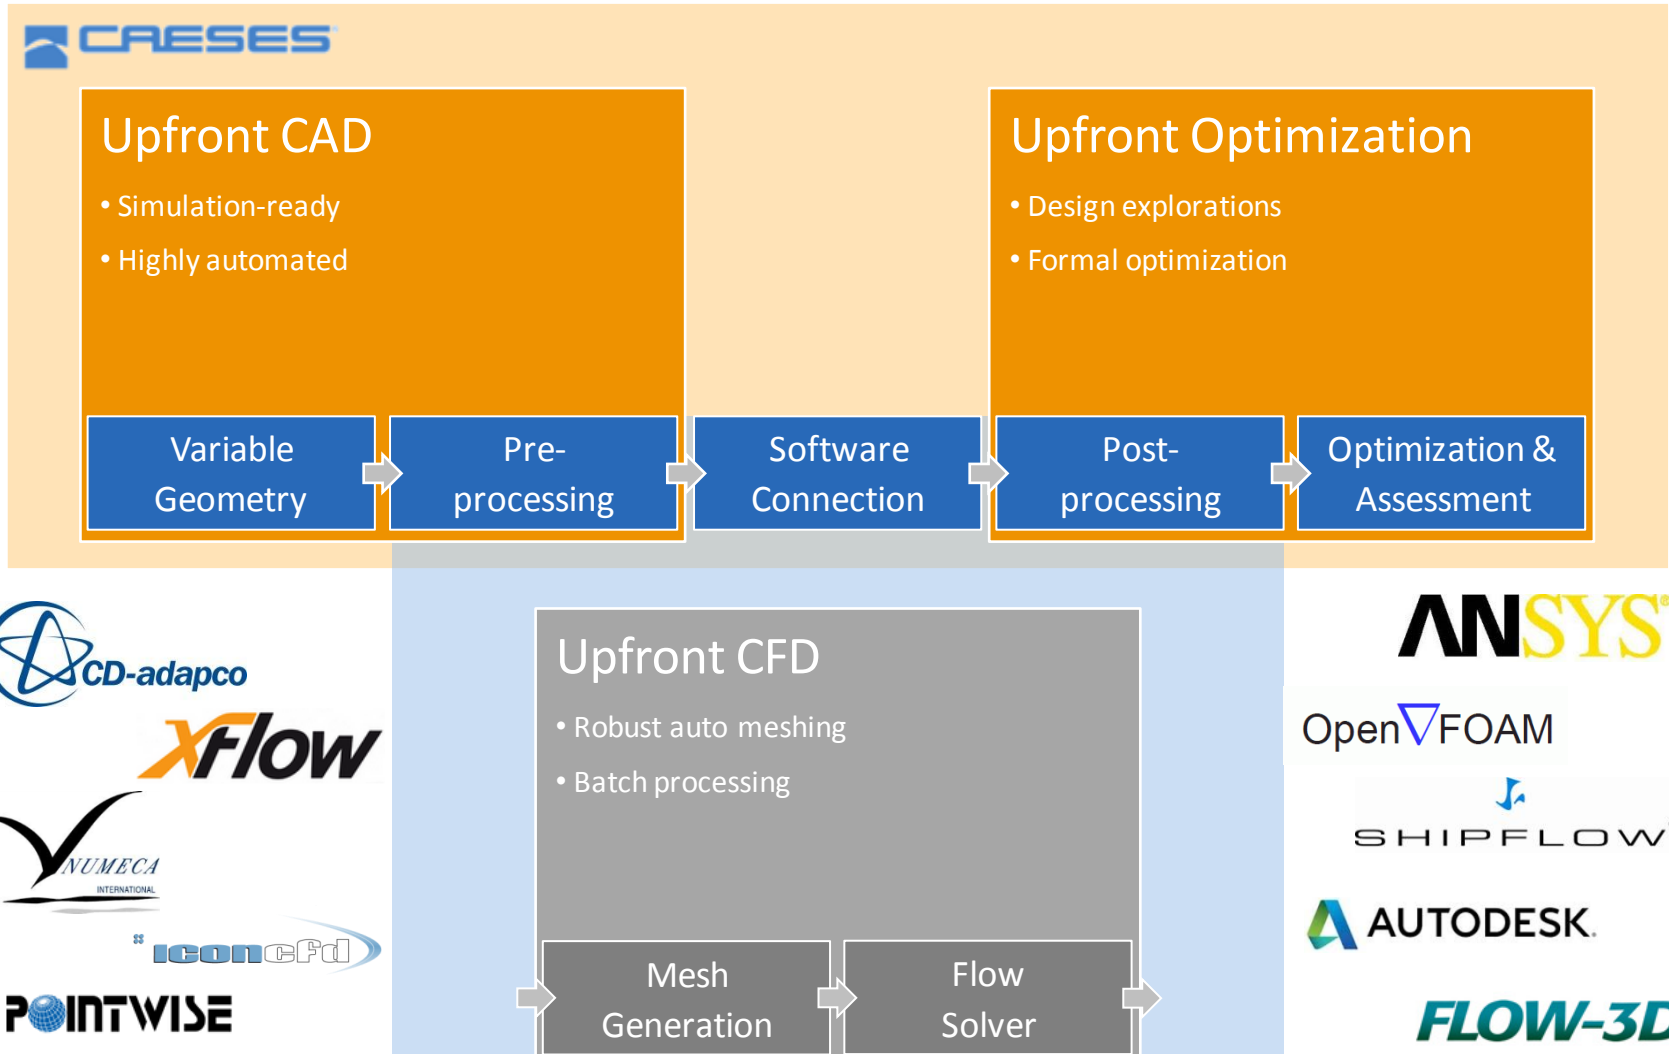 CAESES
Upfront CAD
• Simulation-ready
• Highly automated
Upfront Optimization
• Design explorations
• Formal optimization
Variable
Geometry
Pre-
processing
Software
Connection
Post-
processing
Optimization &
Assessment
CD-adapco
XFlow
NUMECA
INTERNATIONAL
iconcfd
POINTWISE
Upfront CFD
• Robust auto meshing
• Batch processing
Mesh
Generation
Flow
Solver
ANSYS®
Open∇FOAM
SHIPFLOW
AUTODESK.
FLOW-3D